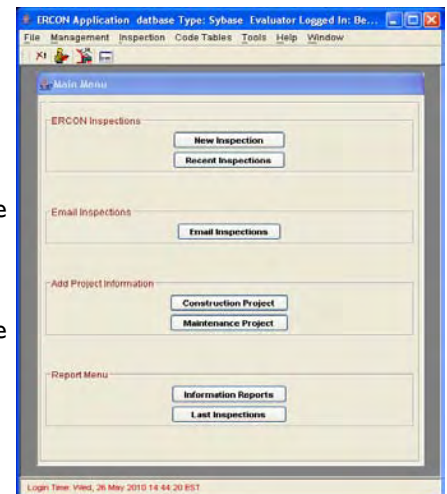 ERCON Application datbase Type: Sybase Evaluator Logged In: Be...
File Management Inspection Code Tables Tools Help Window
Main Menu
ERCON Inspections
New Inspection
Recent Inspections
e
Email Inspections
Email Inspections
Add Project Information
Construction Project
e
Maintenance Project
Report Menu
Information Reports
Last Inspections
Login Time: Wed, 26 May 2010 14:44:20 EST